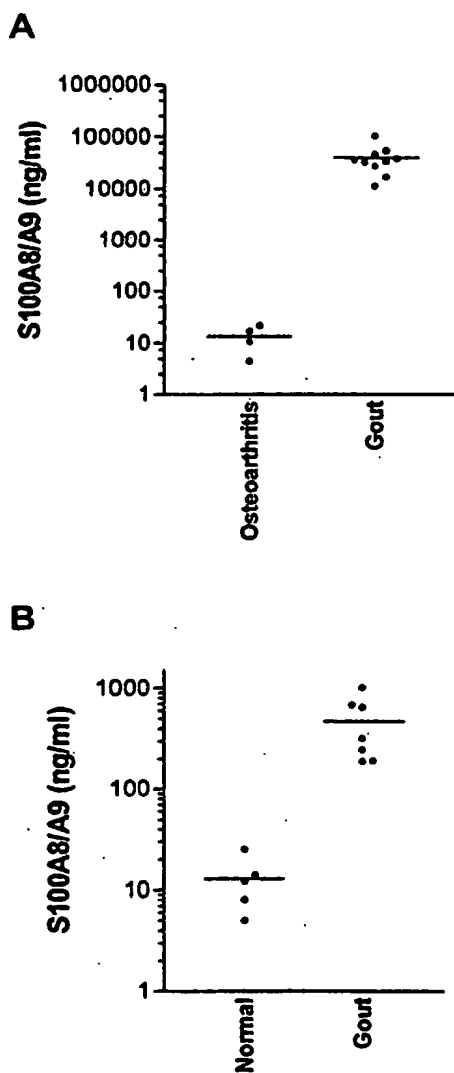 A
S100A8/A9 (ng/ml)
1000000
100000
10000
1000
100
10
1
Osteoarthritis
Gout
B
S100A8/A9 (ng/ml)
1000
100
10
1
Normal
Gout